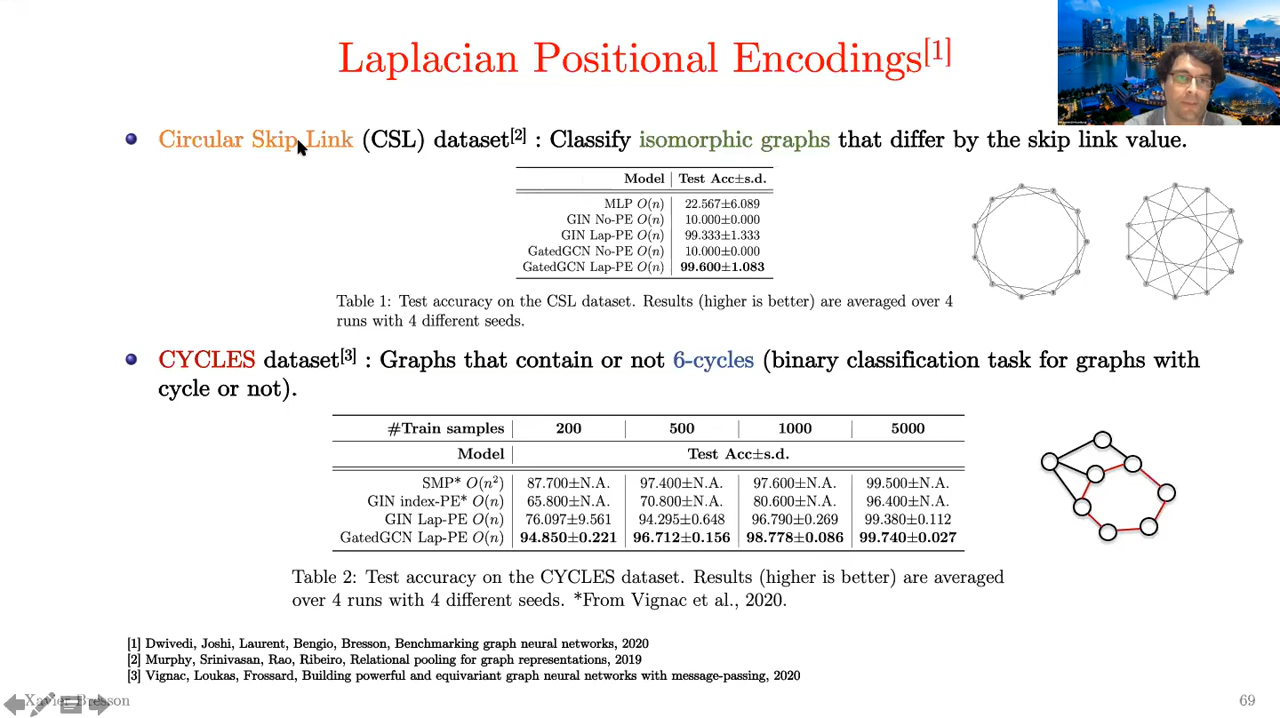 Laplacian Positional Encodings[1]
Circular Skip Link (CSL) dataset[2] : Classify isomorphic graphs that differ by the skip link value.
Model Test Acc±s.d.
MLP O(n) 22.567±6.089
GIN No-PE O(n) 10.000±0.000
GIN Lap-PE O(n) 99.333±1.333
GatedGCN No-PE O(n) 10.000±0.000
GatedGCN Lap-PE O(n) 99.600±1.083
Table 1: Test accuracy on the CSL dataset. Results (higher is better) are averaged over 4
runs with 4 different seeds.
CYCLES dataset[3] : Graphs that contain or not 6-cycles (binary classification task for graphs with
cycle or not).
#Train samples 200 500 1000 5000
Model Test Acc±s.d.
SMP* O(n²) 87.700±N.A. 97.400±N.A. 97.600±N.A. 99.500±N.A.
GIN index-PE* O(n) 65.800±N.A. 70.800±N.A. 80.600±N.A. 96.400±N.A.
GIN Lap-PE O(n) 76.097±9.561 94.295±0.648 96.790±0.269 99.380±0.112
GatedGCN Lap-PE O(n) 94.850±0.221 96.712±0.156 98.778±0.086 99.740±0.027
Table 2: Test accuracy on the CYCLES dataset. Results (higher is better) are averaged
over 4 runs with 4 different seeds. *From Vignac et al., 2020.
[1] Dwivedi, Joshi, Laurent, Bengio, Bresson, Benchmarking graph neural networks, 2020
[2] Murphy, Srinivasan, Rao, Ribeiro, Relational pooling for graph representations, 2019
[3] Vignac, Loukas, Frossard, Building powerful and equivariant graph neural networks with message-passing, 2020
Xavier Bresson
69